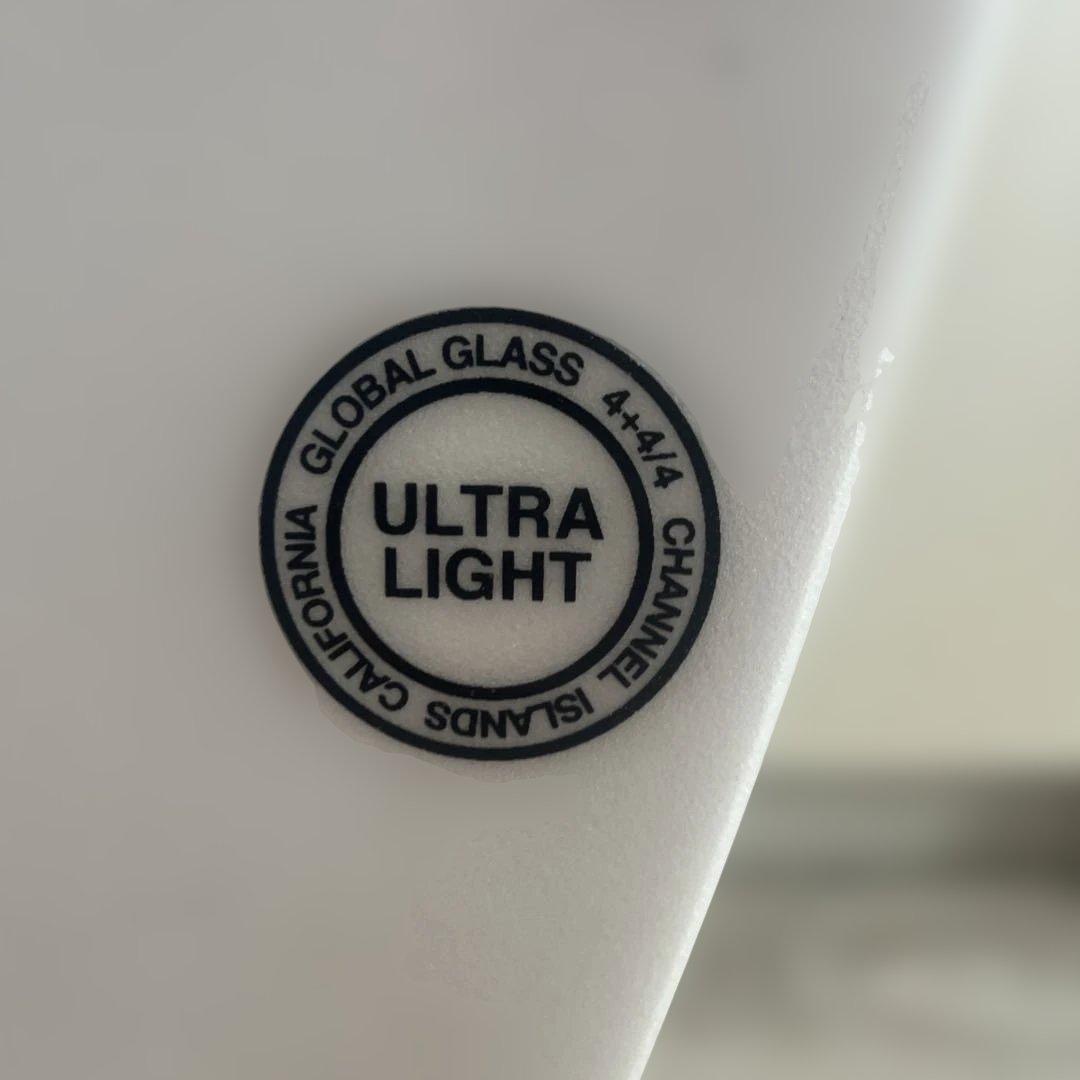 GLOBAL GLASS 4+4/4 CHANNEL ISLANDS CALIFORNIA
ULTRA
LIGHT